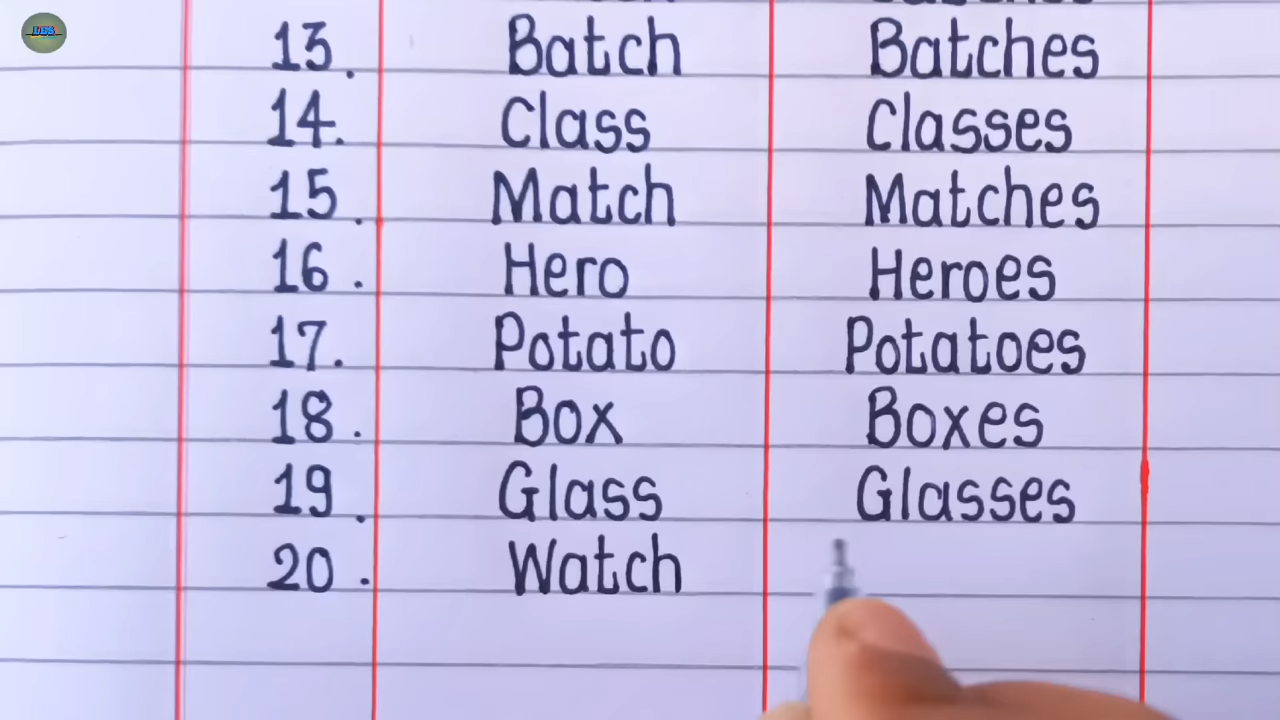 LBS
13. Batch Batches
14. Class Classes
15. Match Matches
16. Hero Heroes
17. Potato Potatoes
18. Box Boxes
19. Glass Glasses
20. Watch